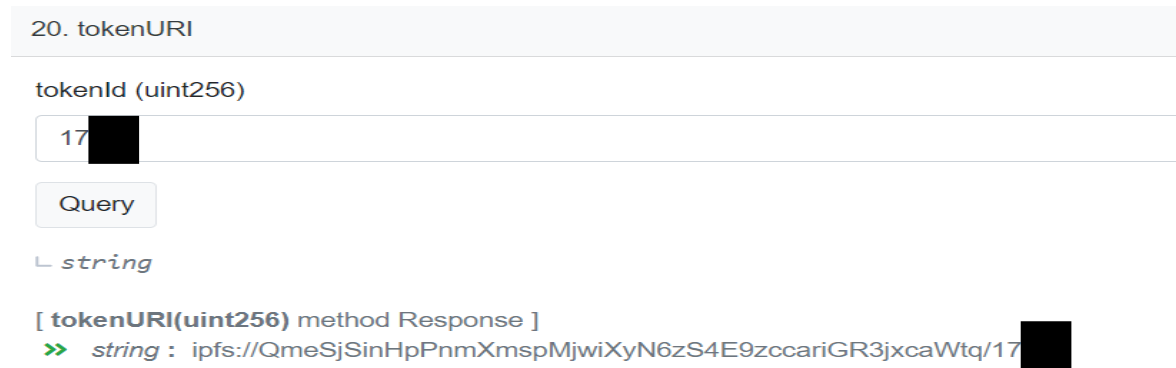 20. tokenURI
tokenId (uint256)
17
Query
string
[ tokenURI(uint256) method Response ]
string : ipfs://QmeSjSinHpPnmXmspMjwiXyN6zS4E9zccariGR3jxcaWtq/17